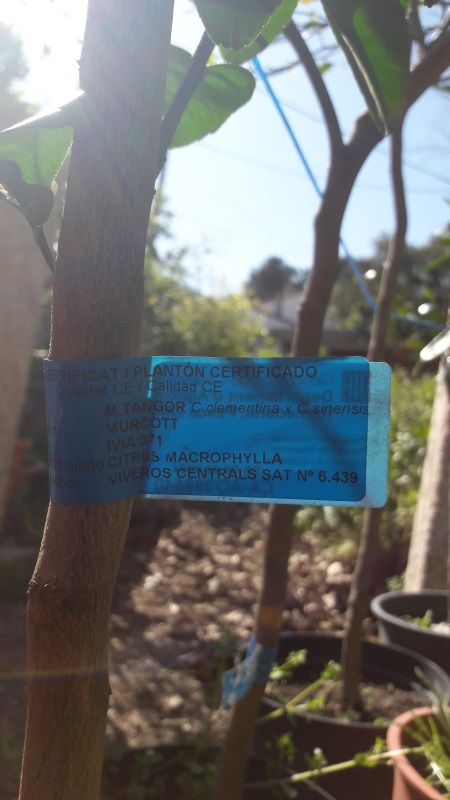 ERTIFICAT / PLANTÓN CERTIFICADO
Qualitat CE / Calidad CE
M.TANGOR C clementina x C sinensis
MURCOTT
IVIA 371
CITRUS MACROPHYLLA
VIVEROS CENTRALS SAT Nº 6.439